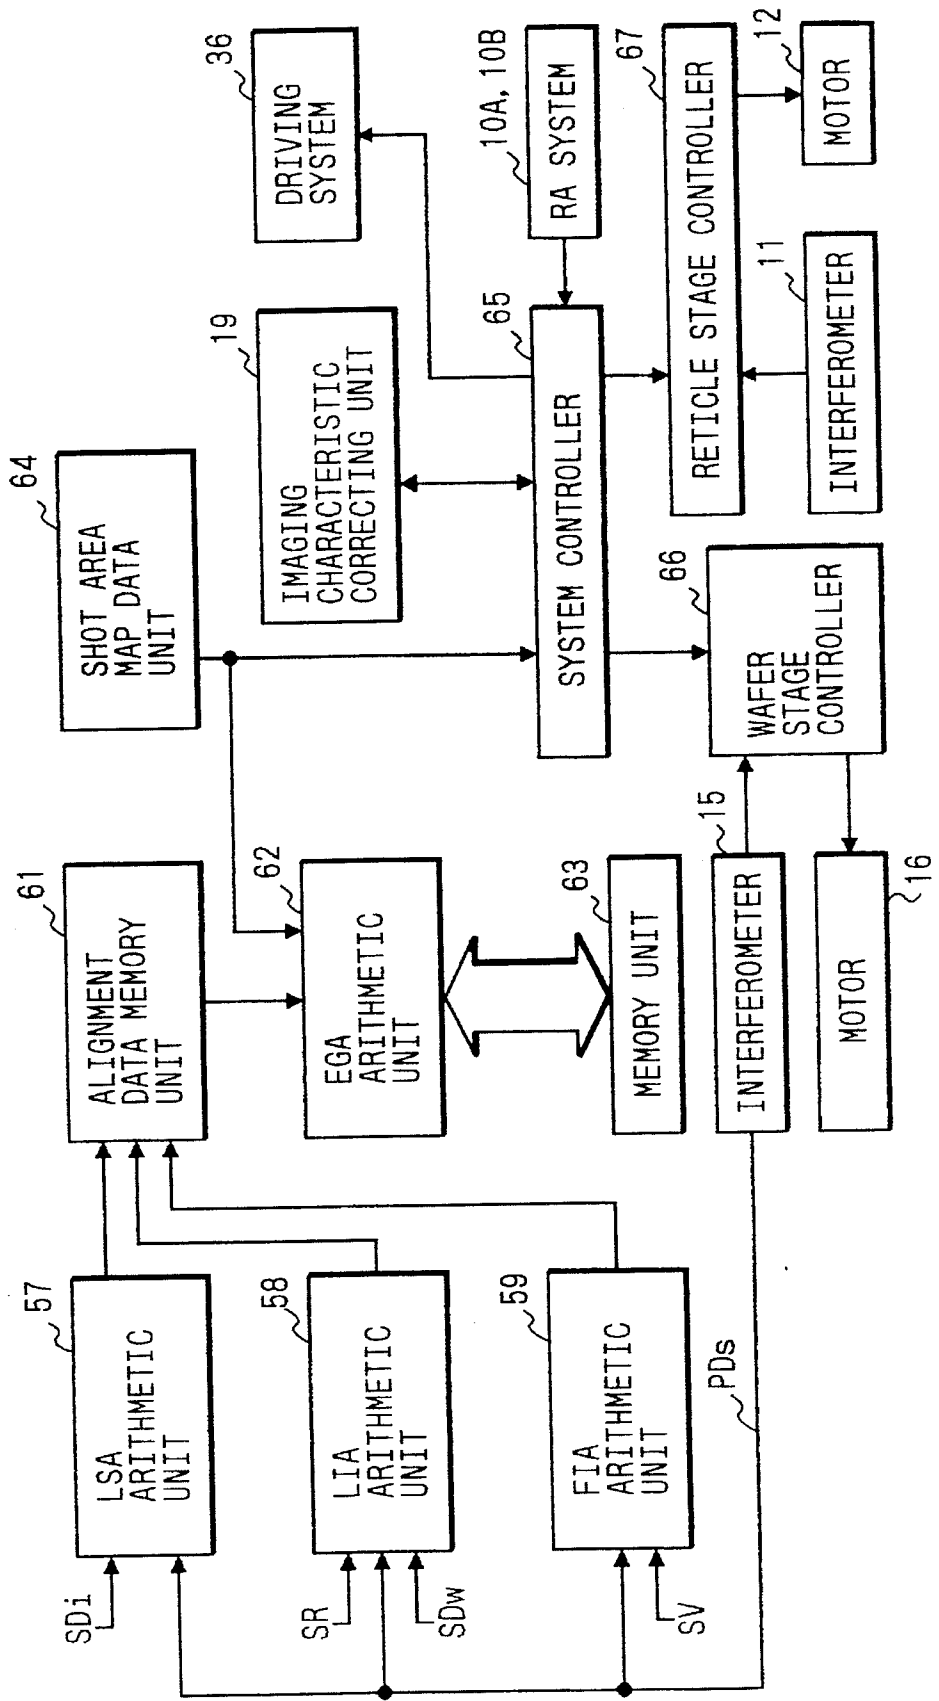 SDi
57
LSA
ARITHMETIC
UNIT
SR
SDw
58
LIA
ARITHMETIC
UNIT
SV
59
FIA
ARITHMETIC
UNIT
PDs
61
ALIGNMENT
DATA MEMORY
UNIT
62
EGA
ARITHMETIC
UNIT
63
MEMORY UNIT
15
INTERFEROMETER
16
MOTOR
64
SHOT AREA
MAP DATA
UNIT
19
IMAGING
CHARACTERISTIC
CORRECTING UNIT
65
SYSTEM CONTROLLER
66
WAFER
STAGE
CONTROLLER
36
DRIVING
SYSTEM
10A, 10B
RA SYSTEM
67
RETICLE STAGE CONTROLLER
11
INTERFEROMETER
12
MOTOR